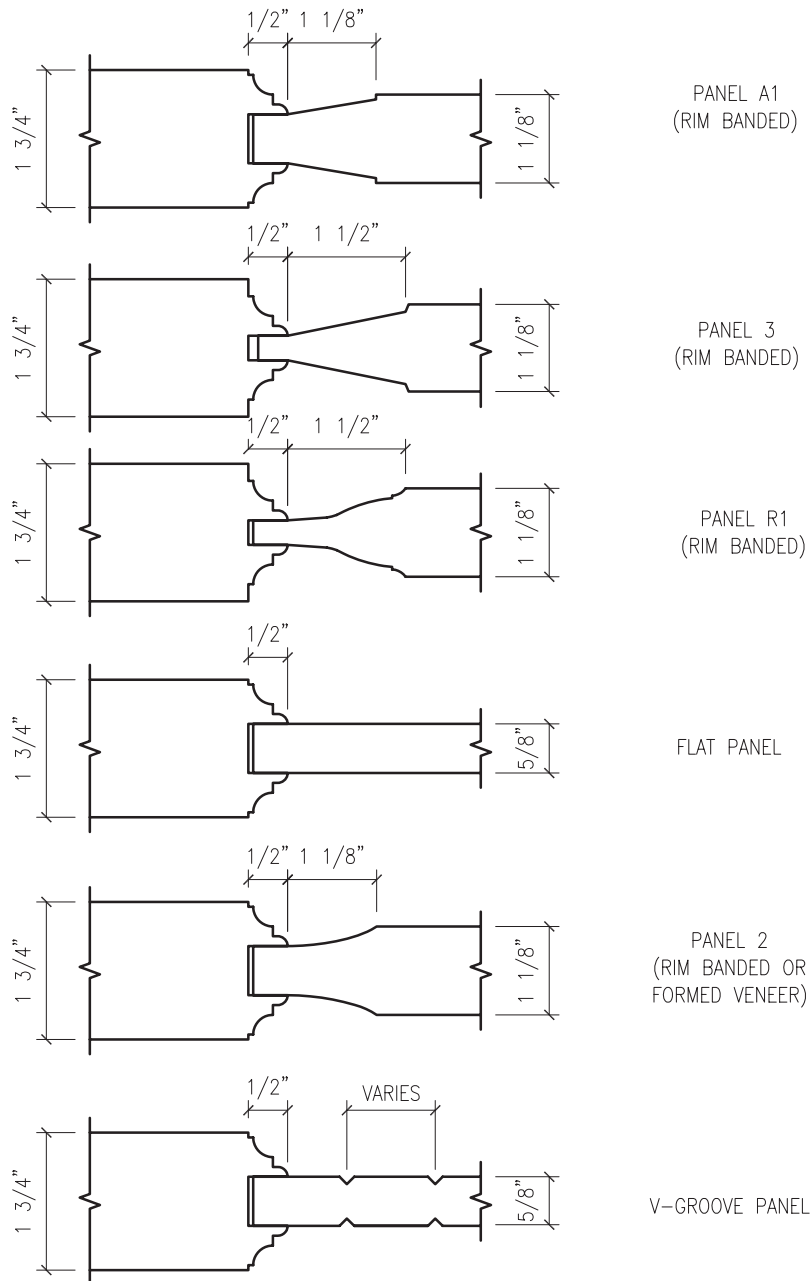 1/2" 1 1/8"
1 3/4"
1 1/8"
PANEL A1
(RIM BANDED)
1/2" 1 1/2"
1 3/4"
1 1/8"
PANEL 3
(RIM BANDED)
1/2" 1 1/2"
1 3/4"
1 1/8"
PANEL R1
(RIM BANDED)
1/2"
1 3/4"
5/8"
FLAT PANEL
1/2" 1 1/8"
1 3/4"
1 1/8"
PANEL 2
(RIM BANDED OR
FORMED VENEER)
1/2" VARIES
1 3/4"
5/8"
V-GROOVE PANEL